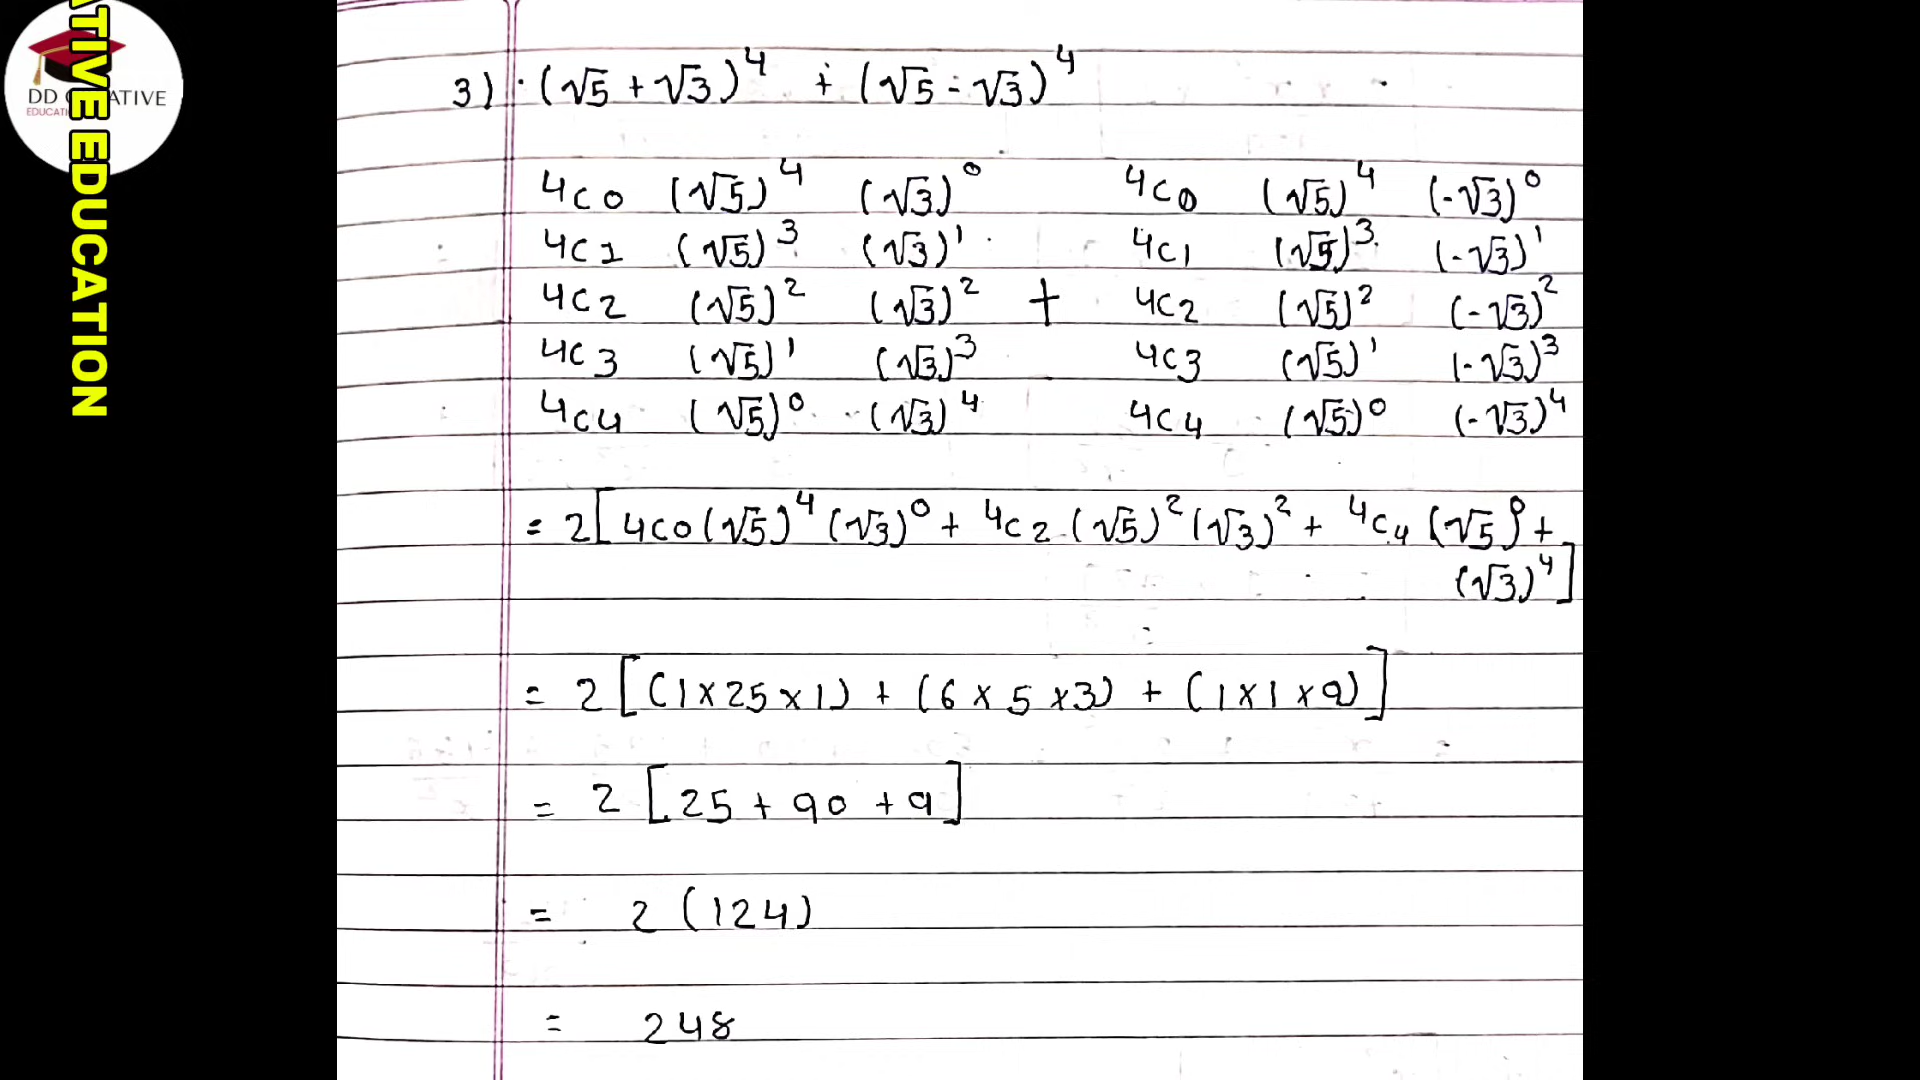 DD CREATIVE
EDUCATI
ATIVE EDUCATION
3) (√5 + √3)^4 + (√5 - √3)^4
4c0 (√5)^4 (√3)^0 4c0 (√5)^4 (-√3)^0
4c1 (√5)^3 (√3)^1 4c1 (√5)^3 (-√3)^1
4c2 (√5)^2 (√3)^2 + 4c2 (√5)^2 (-√3)^2
4c3 (√5)^1 (√3)^3 4c3 (√5)^1 (-√3)^3
4c4 (√5)^0 (√3)^4 4c4 (√5)^0 (-√3)^4
= 2[4c0 (√5)^4 (√3)^0 + 4c2 (√5)^2 (√3)^2 + 4c4 (√5)^0 +
(√3)^4]
= 2 [(1×25×1) + (6×5×3) + (1×1×9)]
= 2 [25 + 90 + 9]
= 2 (124)
= 248